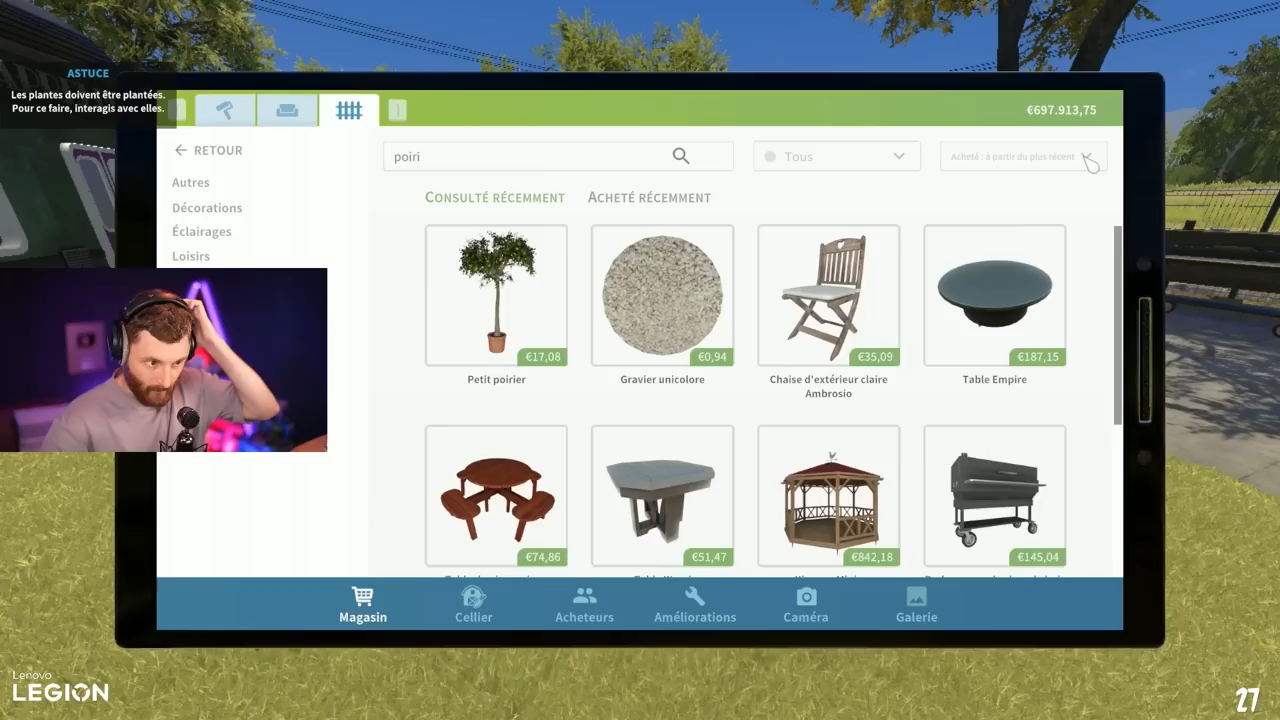 ASTUCE
Les plantes doivent être plantées.
Pour ce faire, interagis avec elles.
€697.913,75
RETOUR
poiri
Tous
Acheté : à partir du plus récent
Autres
Décorations
Éclairages
Loisirs
CONSULTÉ RÉCEMMENT
ACHETÉ RÉCEMMENT
€17,08
€0,94
€35,09
€187,15
Petit poirier
Gravier unicolore
Chaise d'extérieur claire
Ambrosio
Table Empire
€74,86
€51,47
€842,18
€145,04
Magasin
Cellier
Acheteurs
Améliorations
Caméra
Galerie
Lenovo
LEGION
27